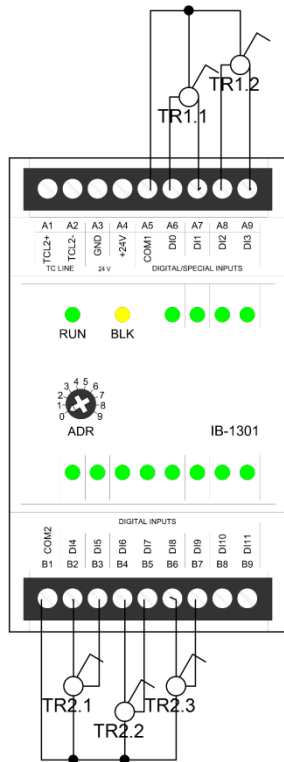 TR1.2
TR1.1
A1 A2 A3 A4 A5 A6 A7 A8 A9
TCL2+ TCL2- GND +24V COM1 DI0 DI1 DI2 DI3
TC LINE 24 V DIGITAL/SPECIAL INPUTS
RUN BLK
0 1 2 3 4 5 6 7 8 9
ADR IB-1301
DIGITAL INPUTS
COM2 DI4 DI5 DI6 DI7 DI8 DI9 DI10 DI11
B1 B2 B3 B4 B5 B6 B7 B8 B9
TR2.1 TR2.3
TR2.2